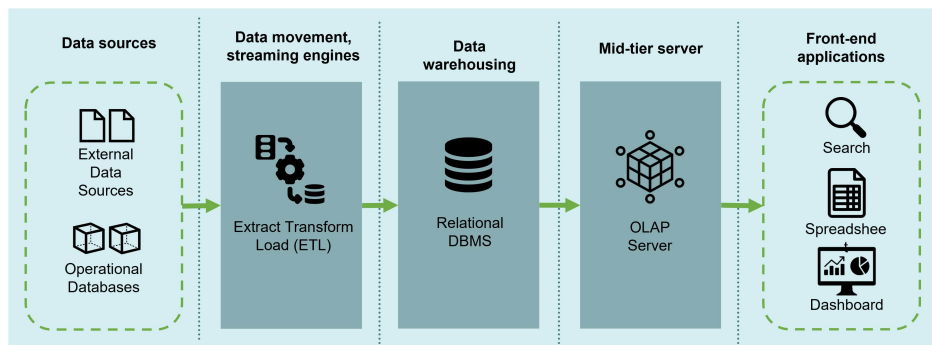 Data sources
External
Data
Sources
Operational
Databases
Data movement,
streaming engines
Extract Transform
Load (ETL)
Data
warehousing
Relational
DBMS
Mid-tier server
OLAP
Server
Front-end
applications
Search
Spreadshee
t
Dashboard